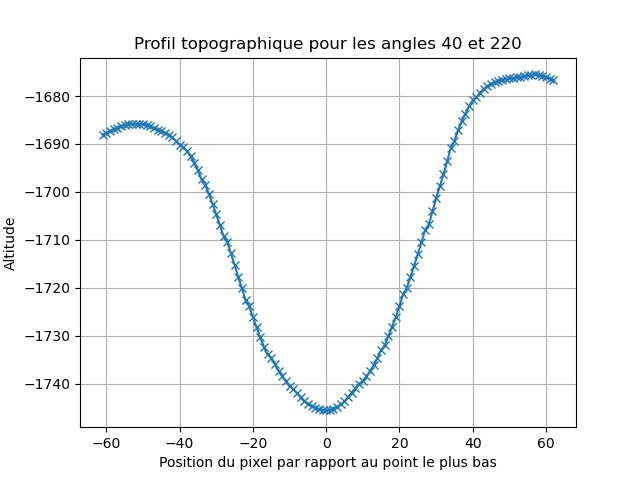 Profil topographique pour les angles 40 et 220
−1680
−1690
−1700
−1710
−1720
−1730
−1740
Altitude
−60 −40 −20 0 20 40 60
Position du pixel par rapport au point le plus bas